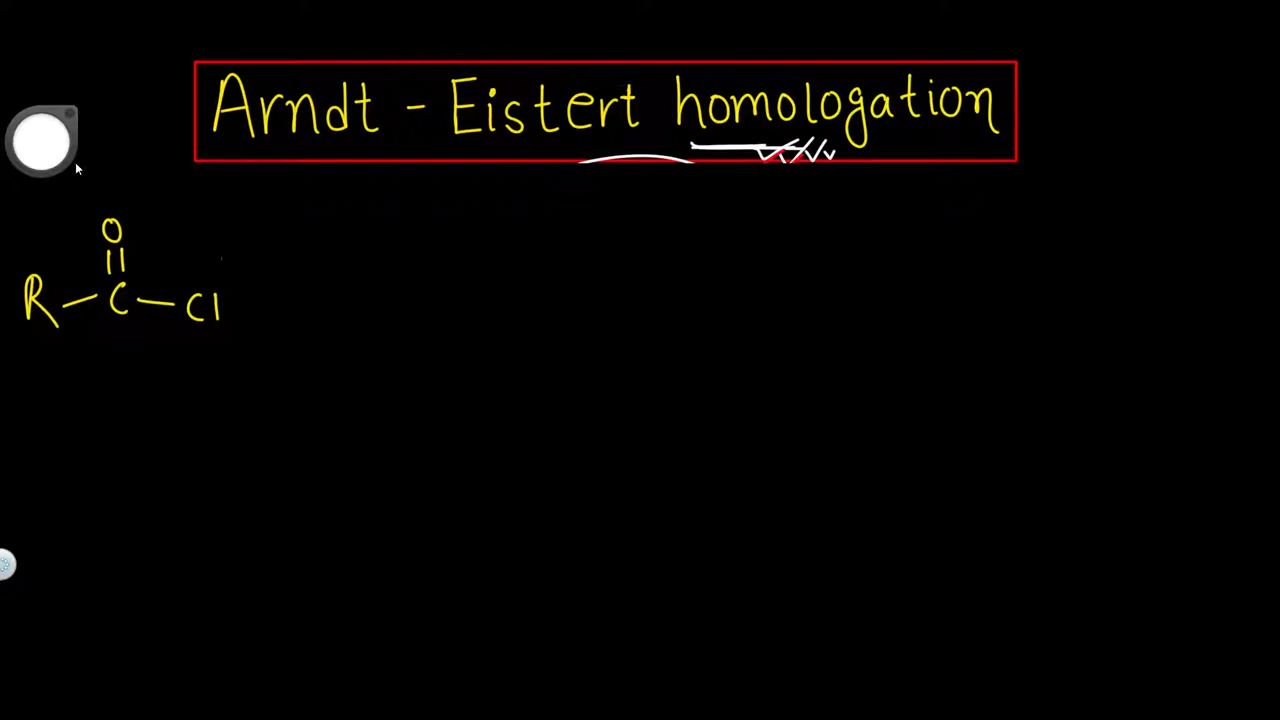 Arndt - Eistert homologation
O
R - C - Cl